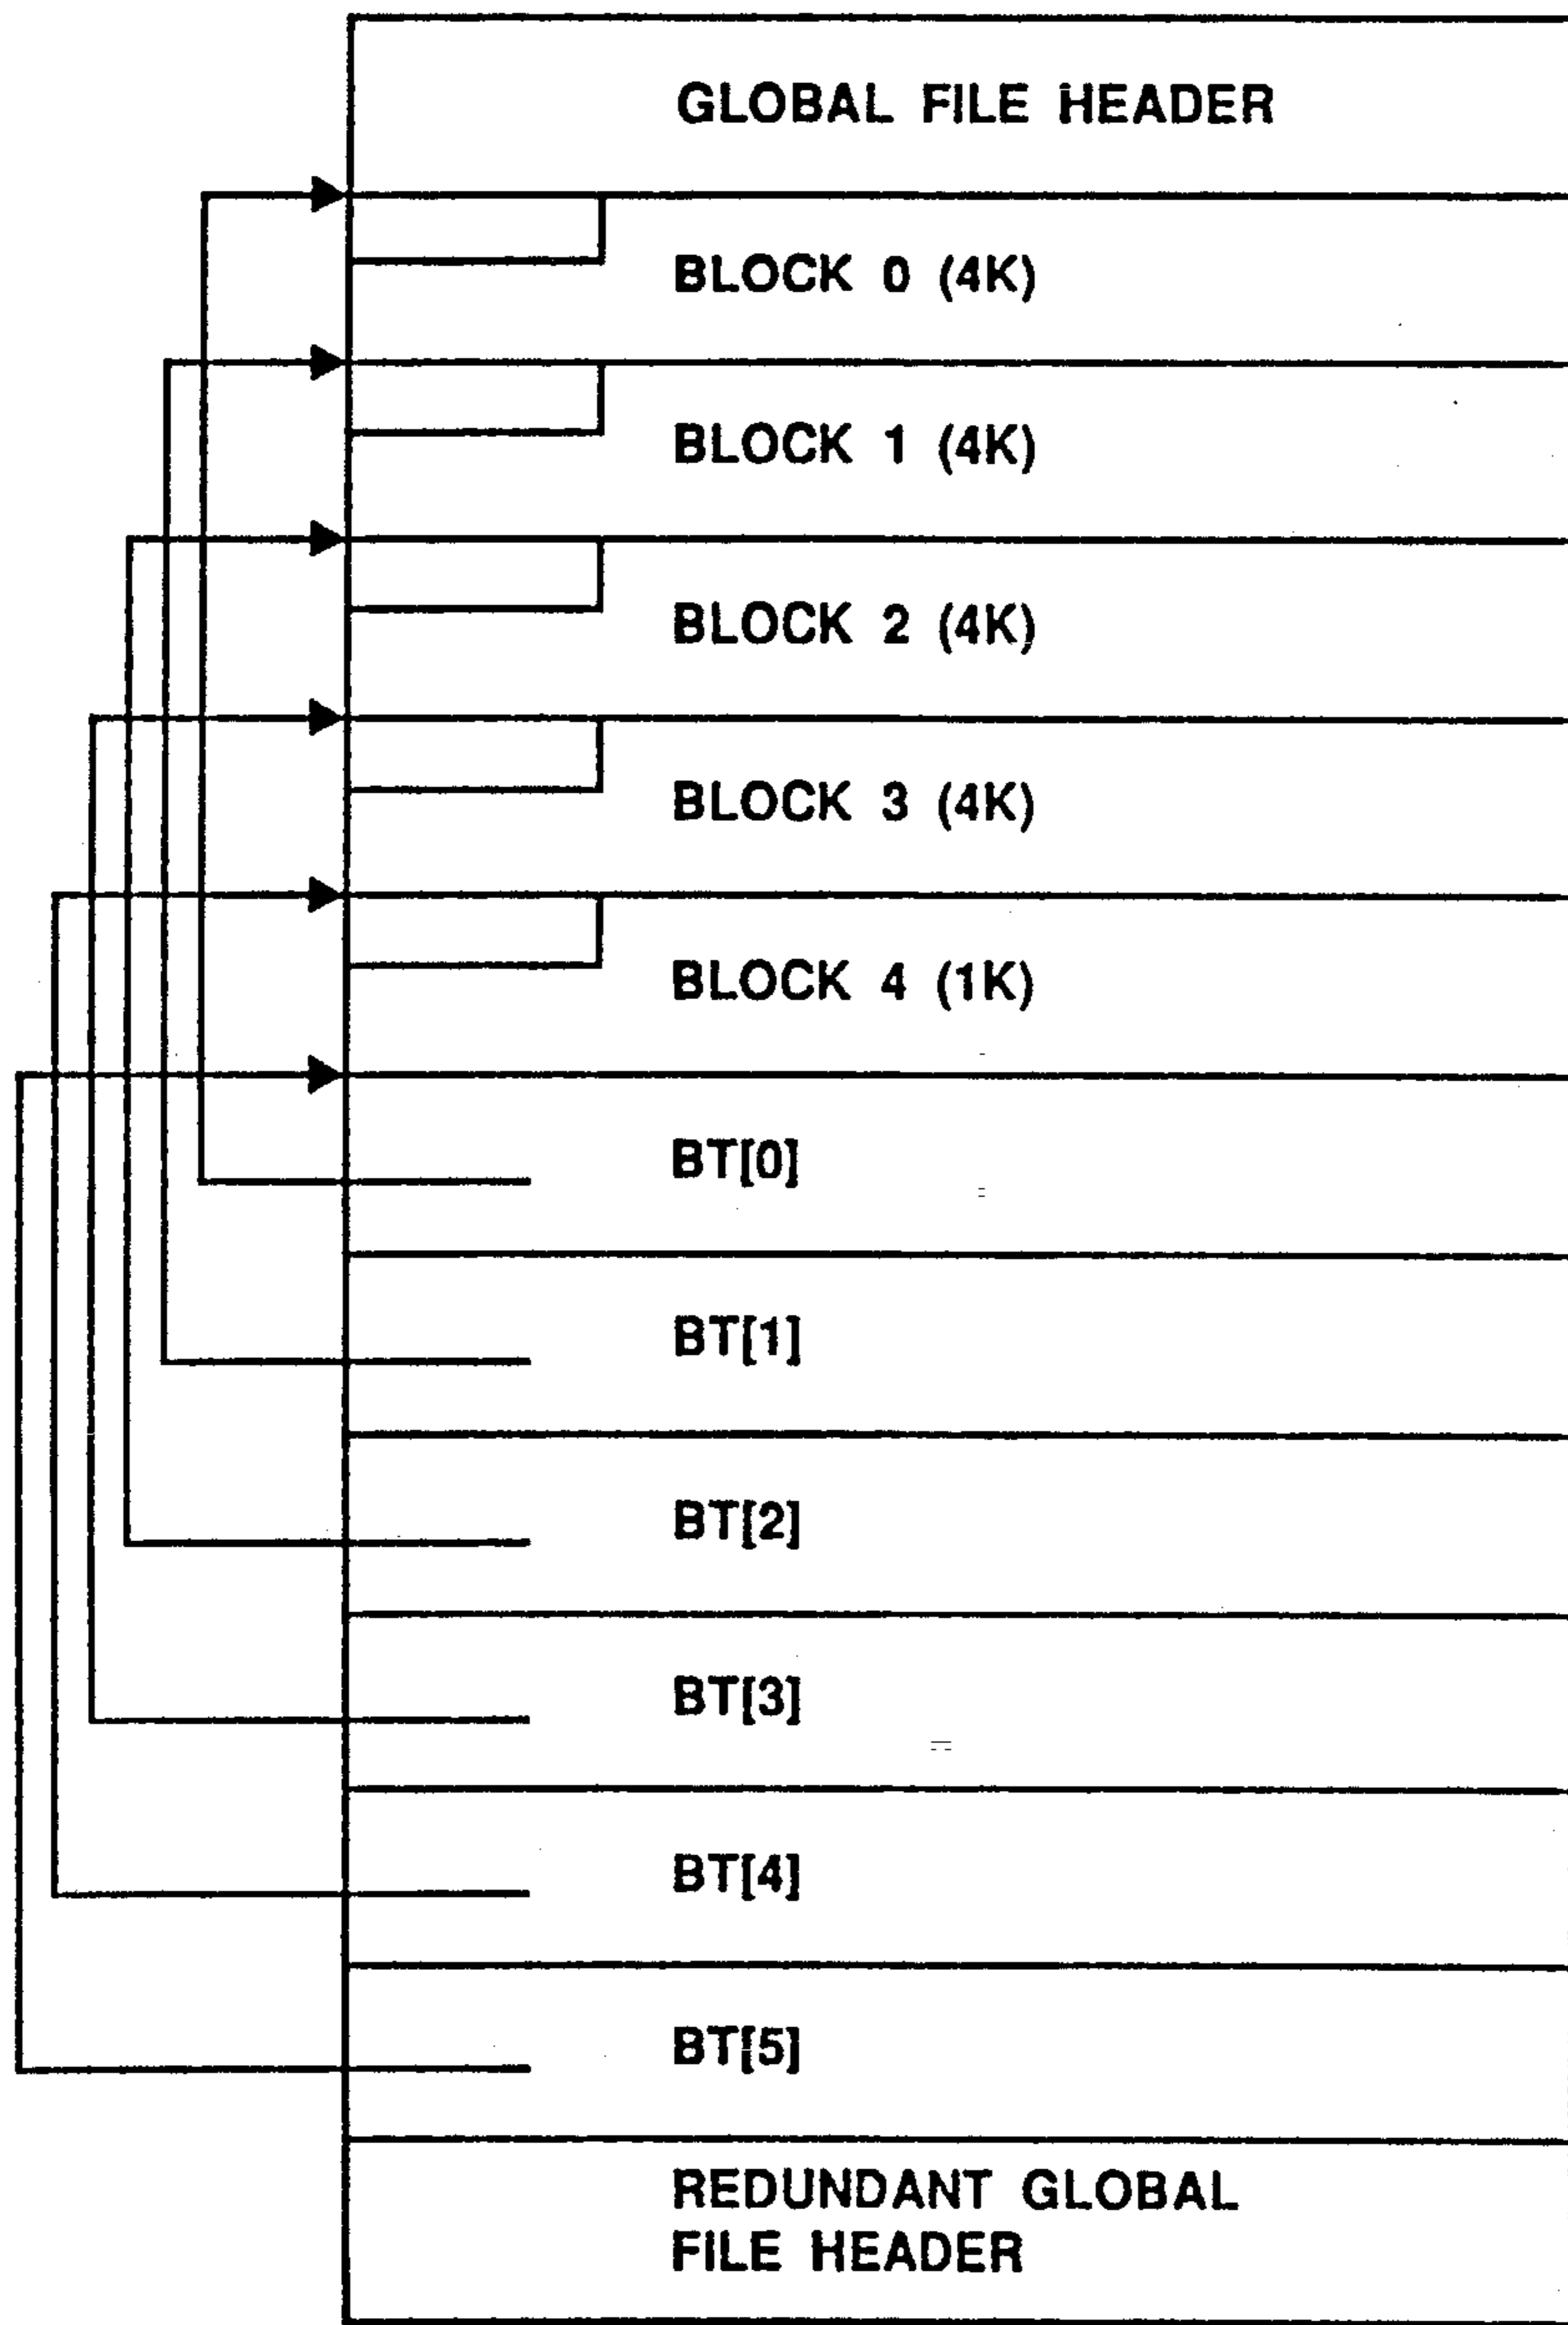 GLOBAL FILE HEADER
BLOCK 0 (4K)
BLOCK 1 (4K)
BLOCK 2 (4K)
BLOCK 3 (4K)
BLOCK 4 (1K)
BT[0]
BT[1]
BT[2]
BT[3]
BT[4]
BT[5]
REDUNDANT GLOBAL
FILE HEADER